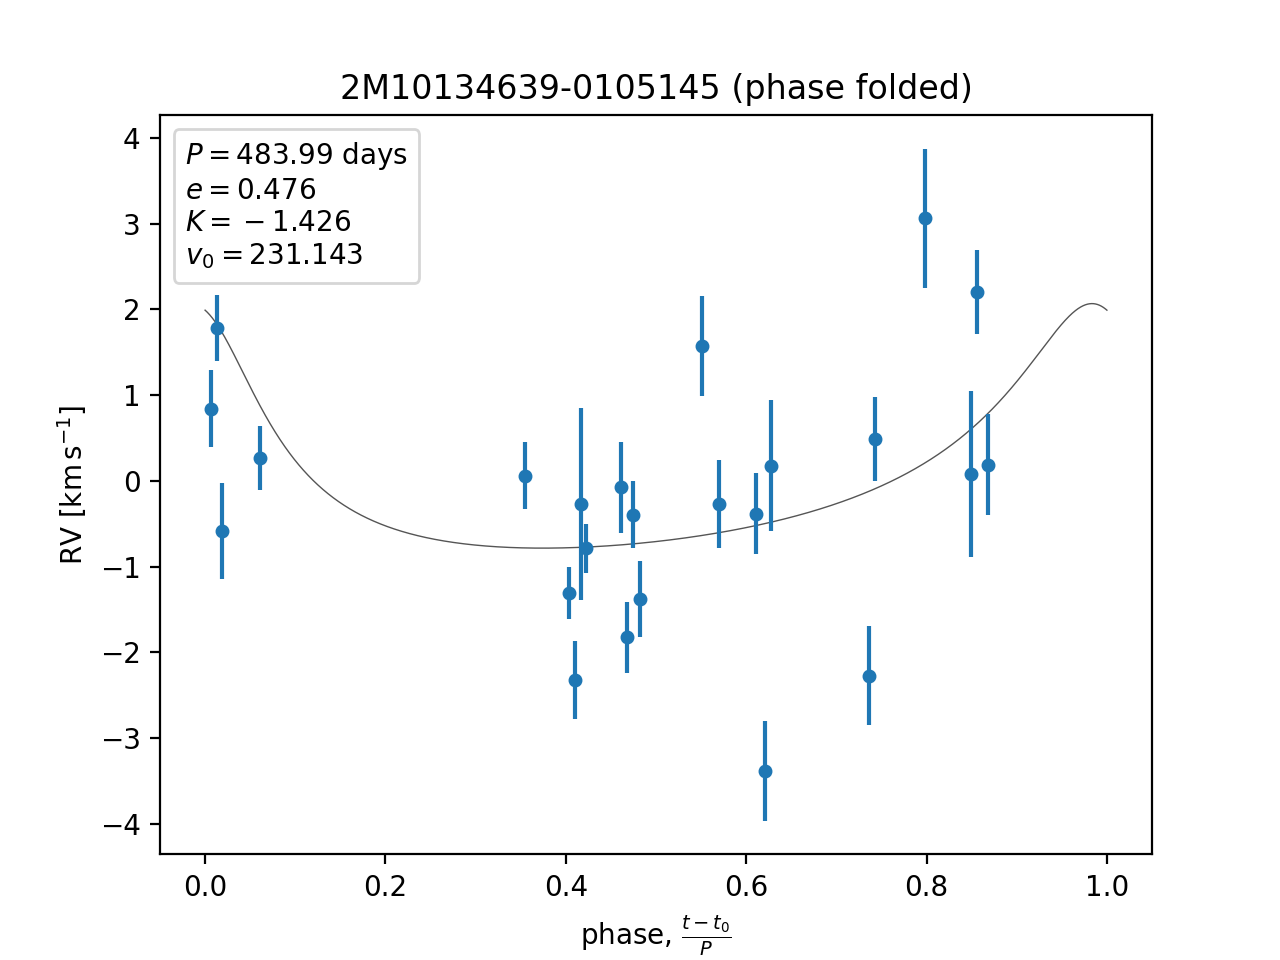 2M10134639-0105145 (phase folded)
P = 483.99 days
e = 0.476
K = −1.426
v₀ = 231.143
RV [km s⁻¹]
4
3
2
1
0
−1
−2
−3
−4
0.0 0.2 0.4 0.6 0.8 1.0
phase, (t − t₀)/P